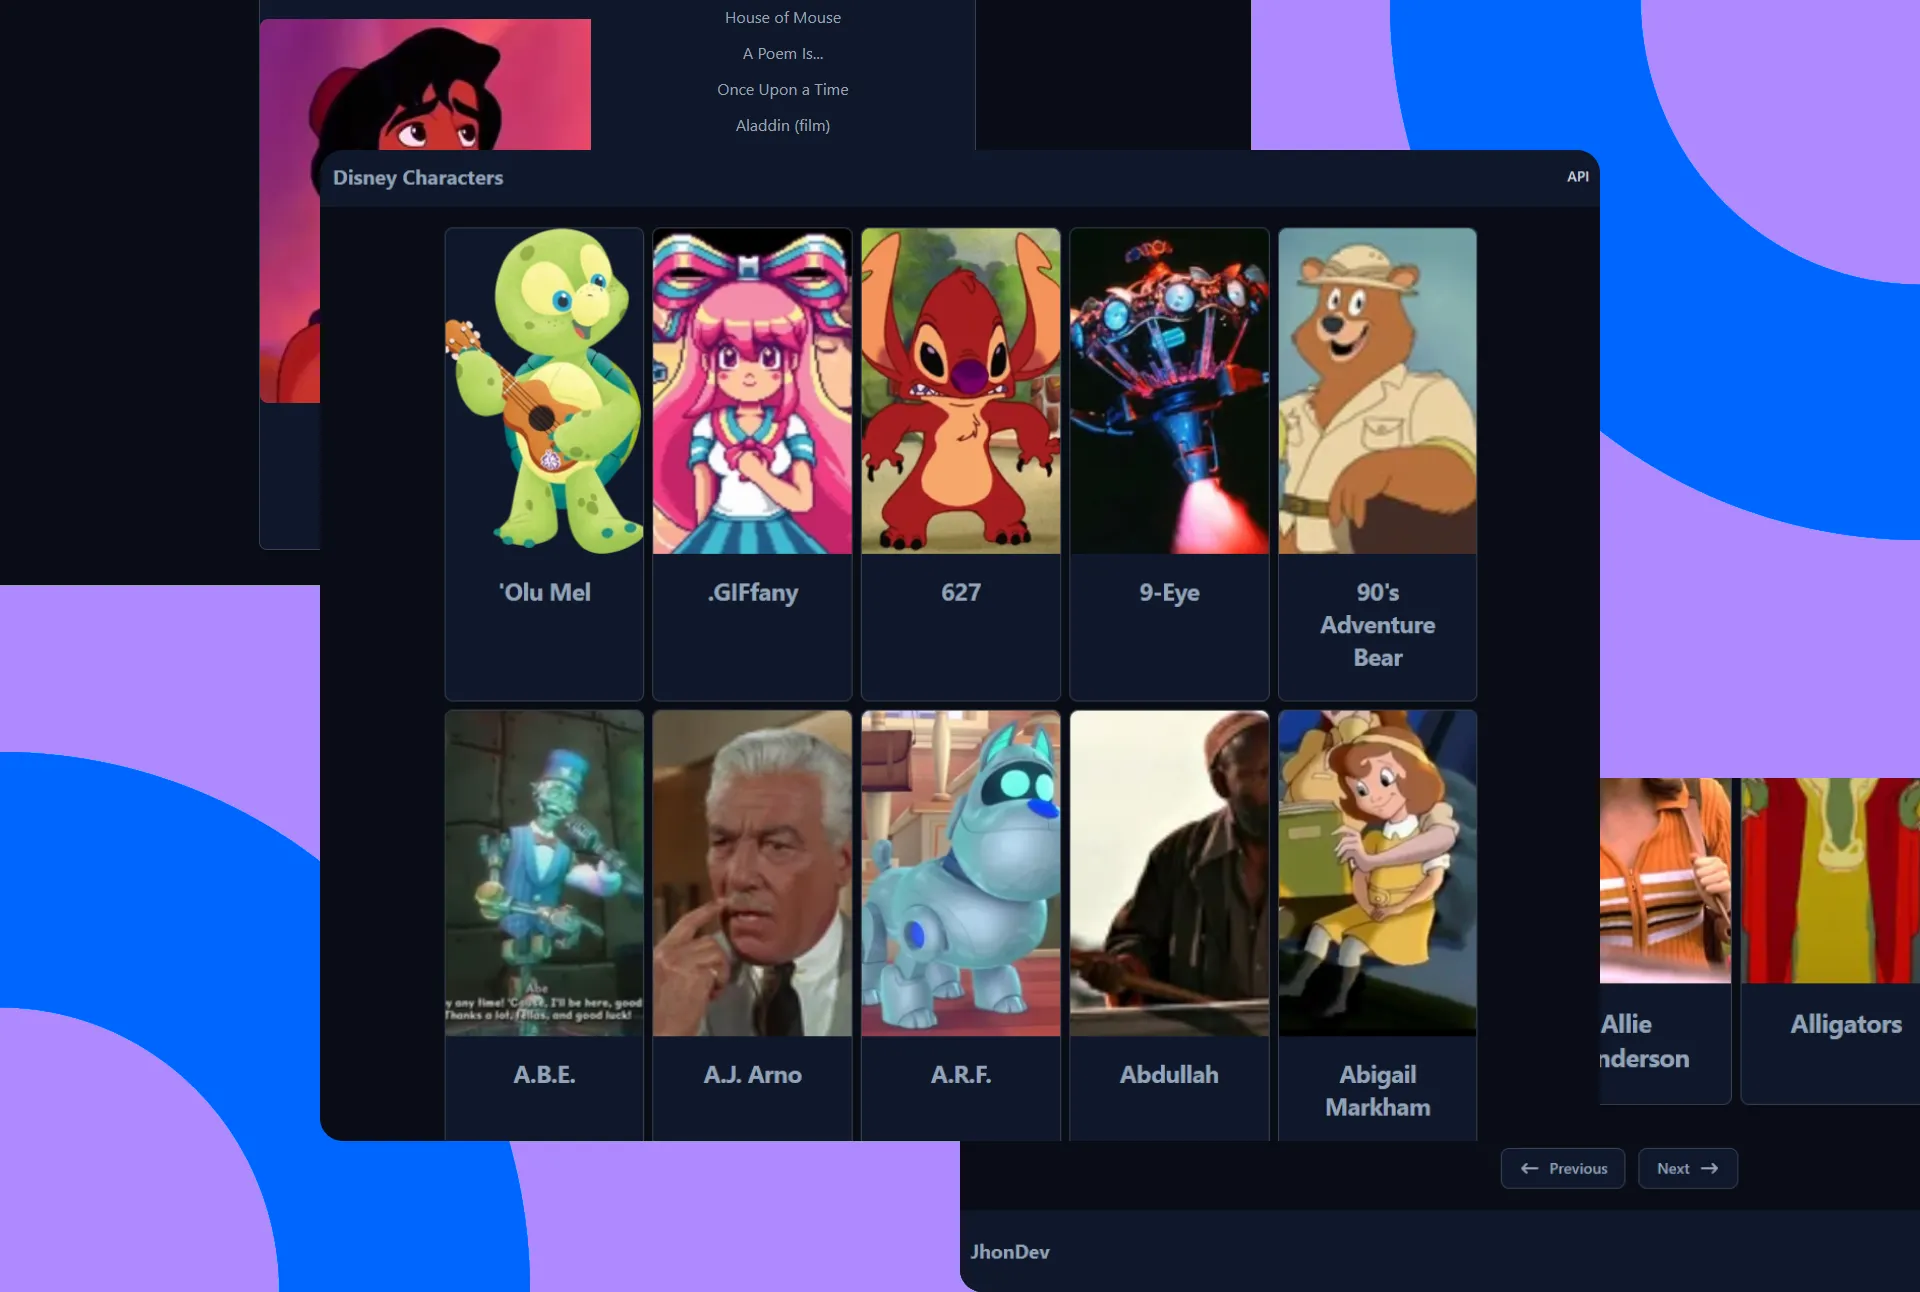 House of Mouse
A Poem Is...
Once Upon a Time
Aladdin (film)
Disney Characters
API
'Olu Mel
.GIFfany
627
9-Eye
90's
Adventure
Bear
Abe
y any time! 'Cause, I'll be here, good
Thanks a lot, fellas, and good luck!
A.B.E.
A.J. Arno
A.R.F.
Abdullah
Abigail
Markham
Allie
nderson
Alligators
← Previous
Next →
JhonDev